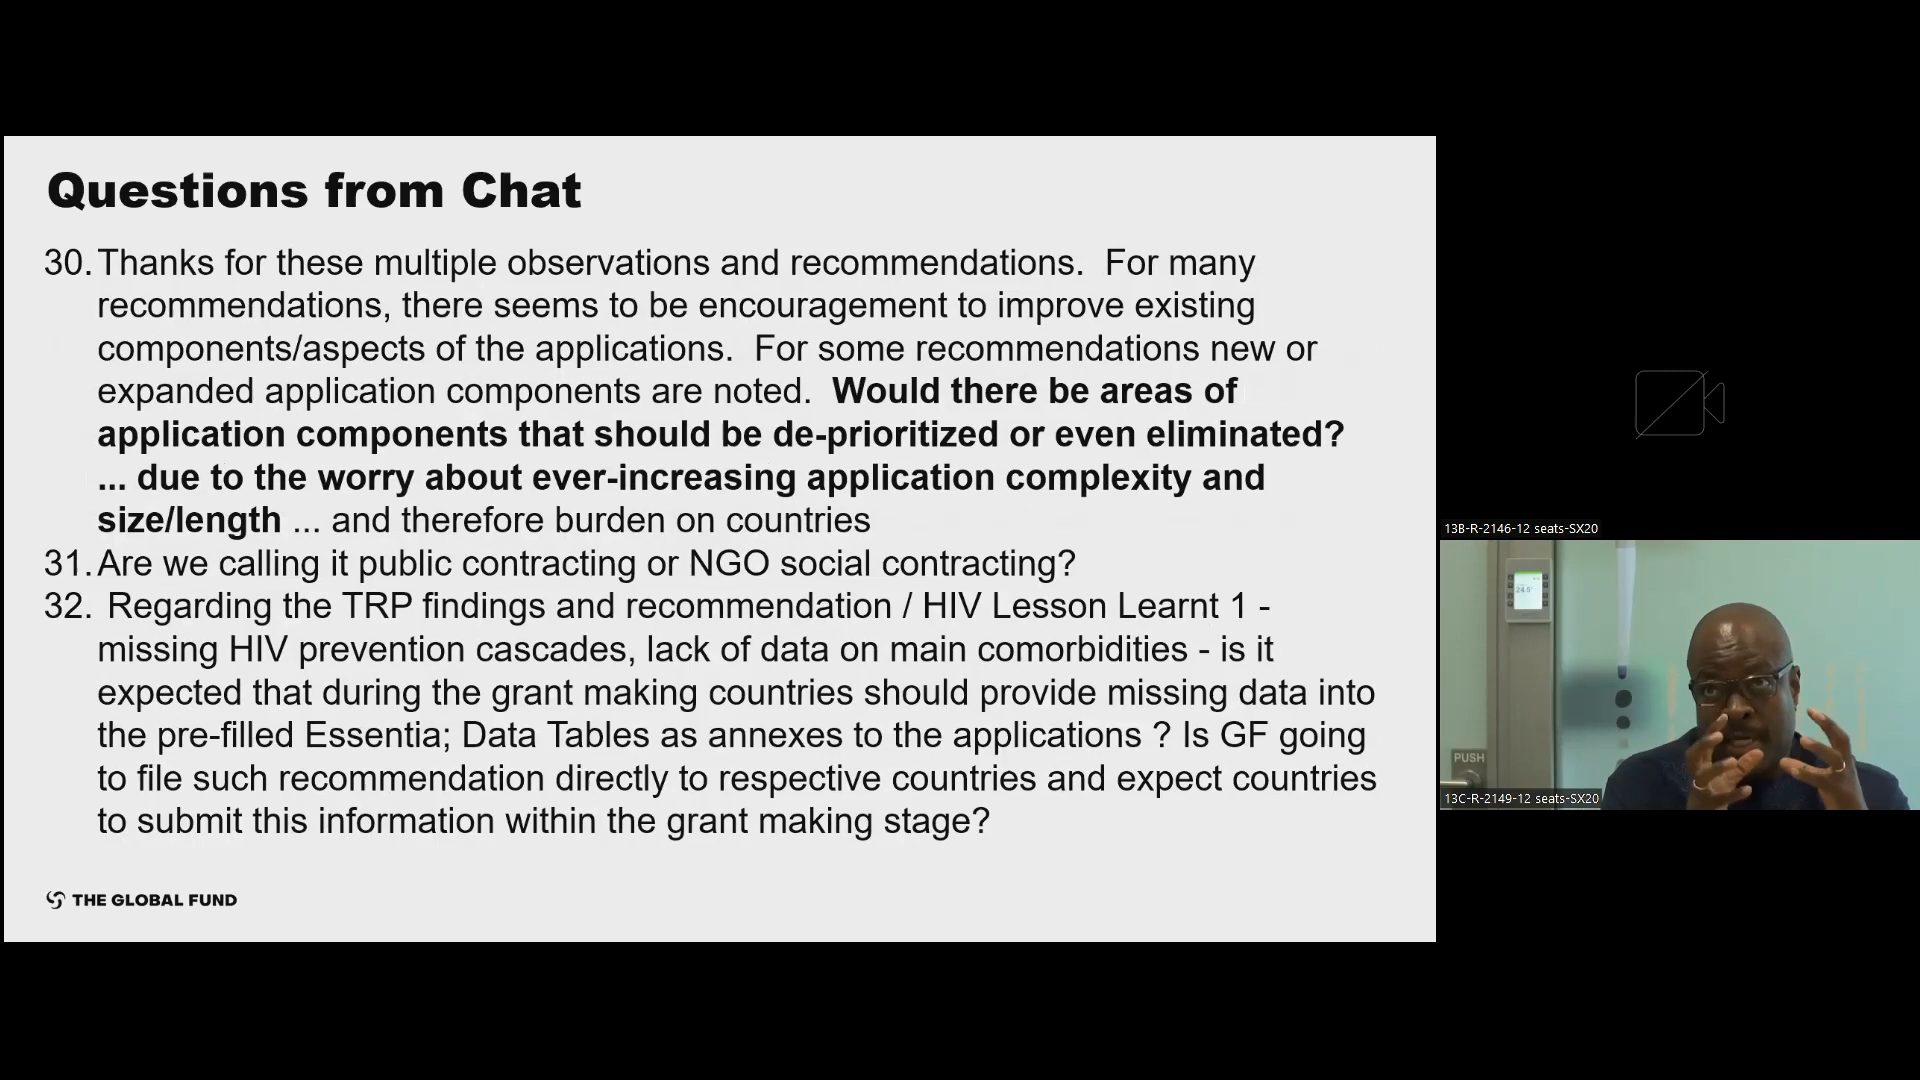 Questions from Chat
30. Thanks for these multiple observations and recommendations.  For many
recommendations, there seems to be encouragement to improve existing
components/aspects of the applications.  For some recommendations new or
expanded application components are noted.  Would there be areas of
application components that should be de-prioritized or even eliminated?
... due to the worry about ever-increasing application complexity and
size/length ... and therefore burden on countries
31. Are we calling it public contracting or NGO social contracting?
32.  Regarding the TRP findings and recommendation / HIV Lesson Learnt 1 -
missing HIV prevention cascades, lack of data on main comorbidities - is it
expected that during the grant making countries should provide missing data into
the pre-filled Essentia; Data Tables as annexes to the applications ? Is GF going
to file such recommendation directly to respective countries and expect countries
to submit this information within the grant making stage?
THE GLOBAL FUND
13B-R-2146-12 seats-SX20
24.5°
PUSH
13C-R-2149-12 seats-SX20